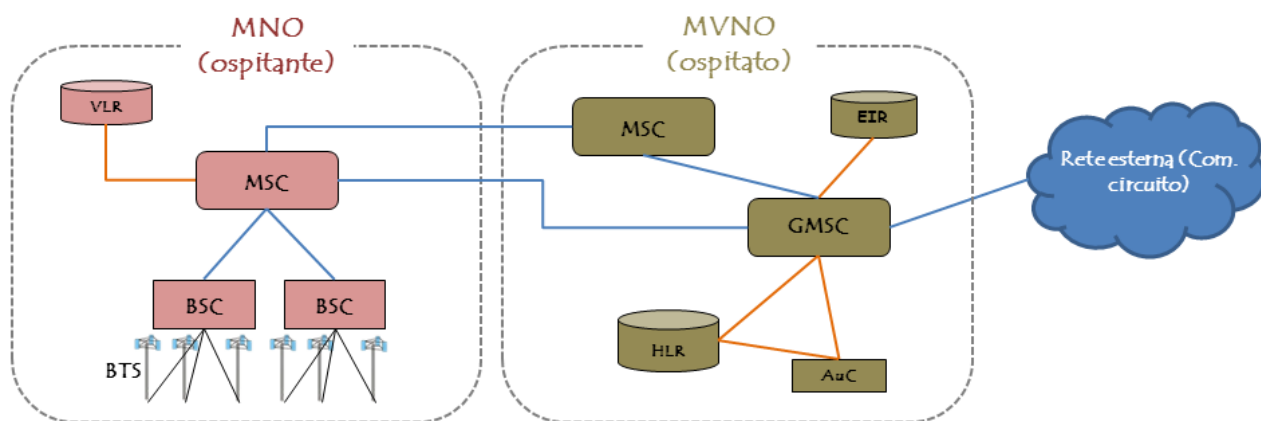 MNO
(ospitante)
VLR
MSC
BSC
BSC
BTS
MVNO
(ospitato)
MSC
EIR
GMSC
HLR
AuC
Rete esterna (Com.
circuito)